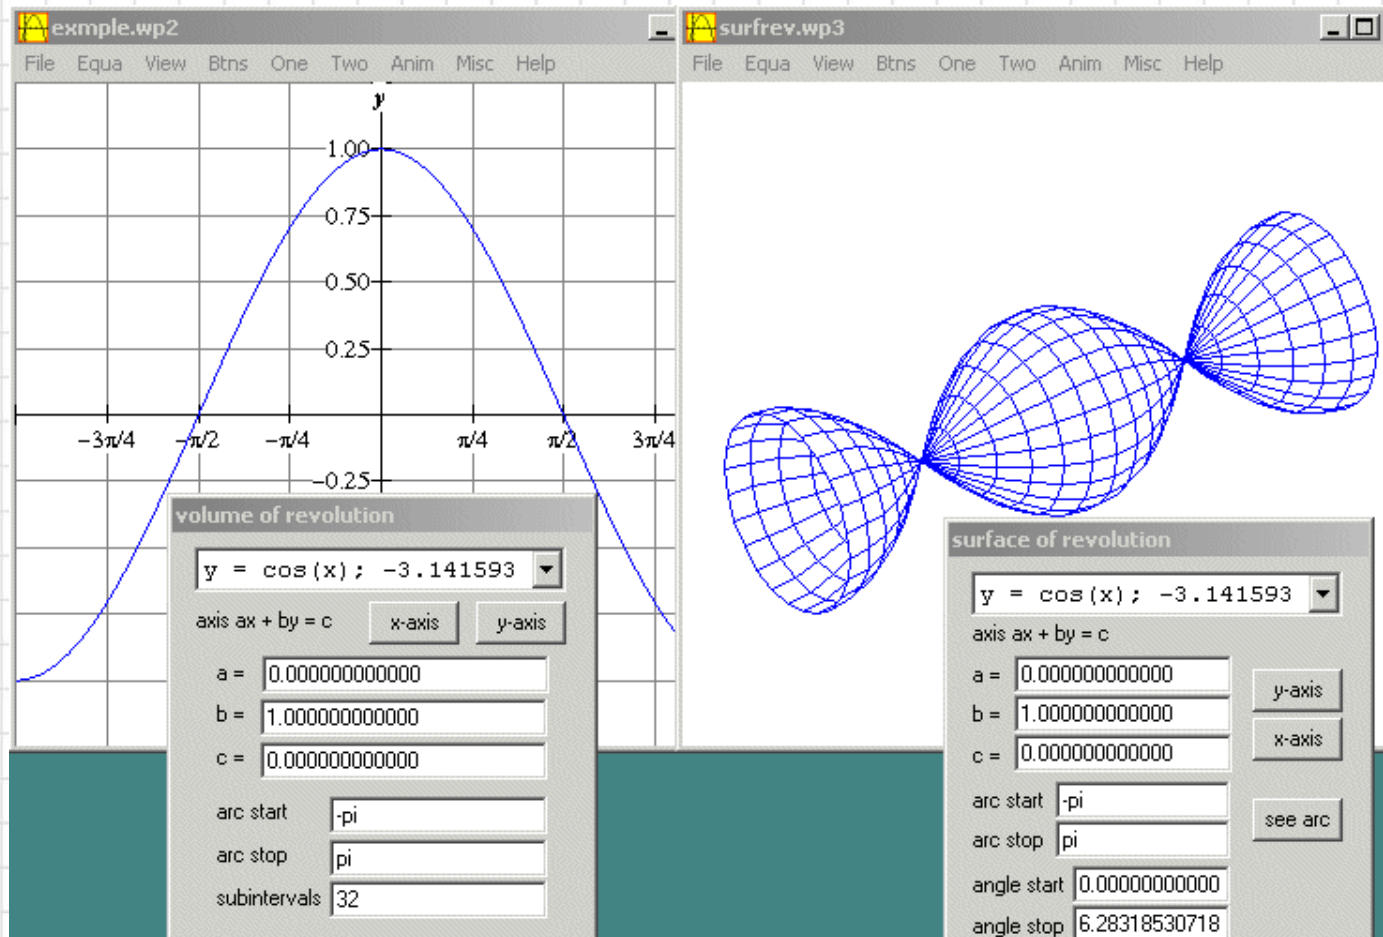 exmple.wp2
File Equa View Btns One Two Anim Misc Help
y
1.00
0.75
0.50
0.25
−3π/4 −π/2 −π/4 π/4 π/2 3π/4
−0.25
volume of revolution
y = cos(x); -3.141593
axis ax + by = c x-axis y-axis
a = 0.000000000000
b = 1.000000000000
c = 0.000000000000
arc start -pi
arc stop pi
subintervals 32
surfrev.wp3
File Equa View Btns One Two Anim Misc Help
surface of revolution
y = cos(x); -3.141593
axis ax + by = c
a = 0.000000000000
y-axis
b = 1.000000000000
x-axis
c = 0.000000000000
arc start -pi
see arc
arc stop pi
angle start 0.00000000000
angle stop 6.28318530718